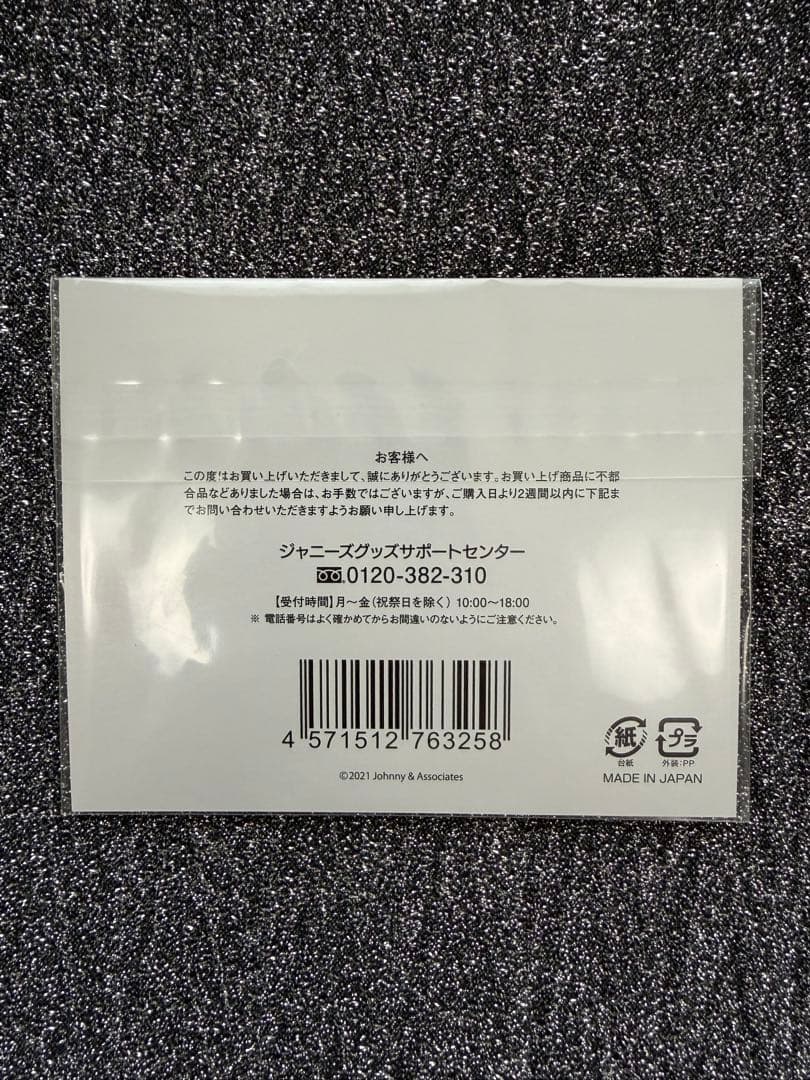 お客様へ
この度はお買い上げいただきまして、誠にありがとうございます。お買い上げ商品に不都
合品などありました場合は、お手数ではございますが、ご購入日より2週間以内に下記ま
でお問い合わせいただきますようお願い申し上げます。
ジャニーズグッズサポートセンター
0120-382-310
【受付時間】月～金(祝祭日を除く) 10:00～18:00
※ 電話番号はよく確かめてからお間違いのないようにご注意ください。
4 571512 763258
©2021 Johnny & Associates
紙 プラ
台紙 外装:PP
MADE IN JAPAN